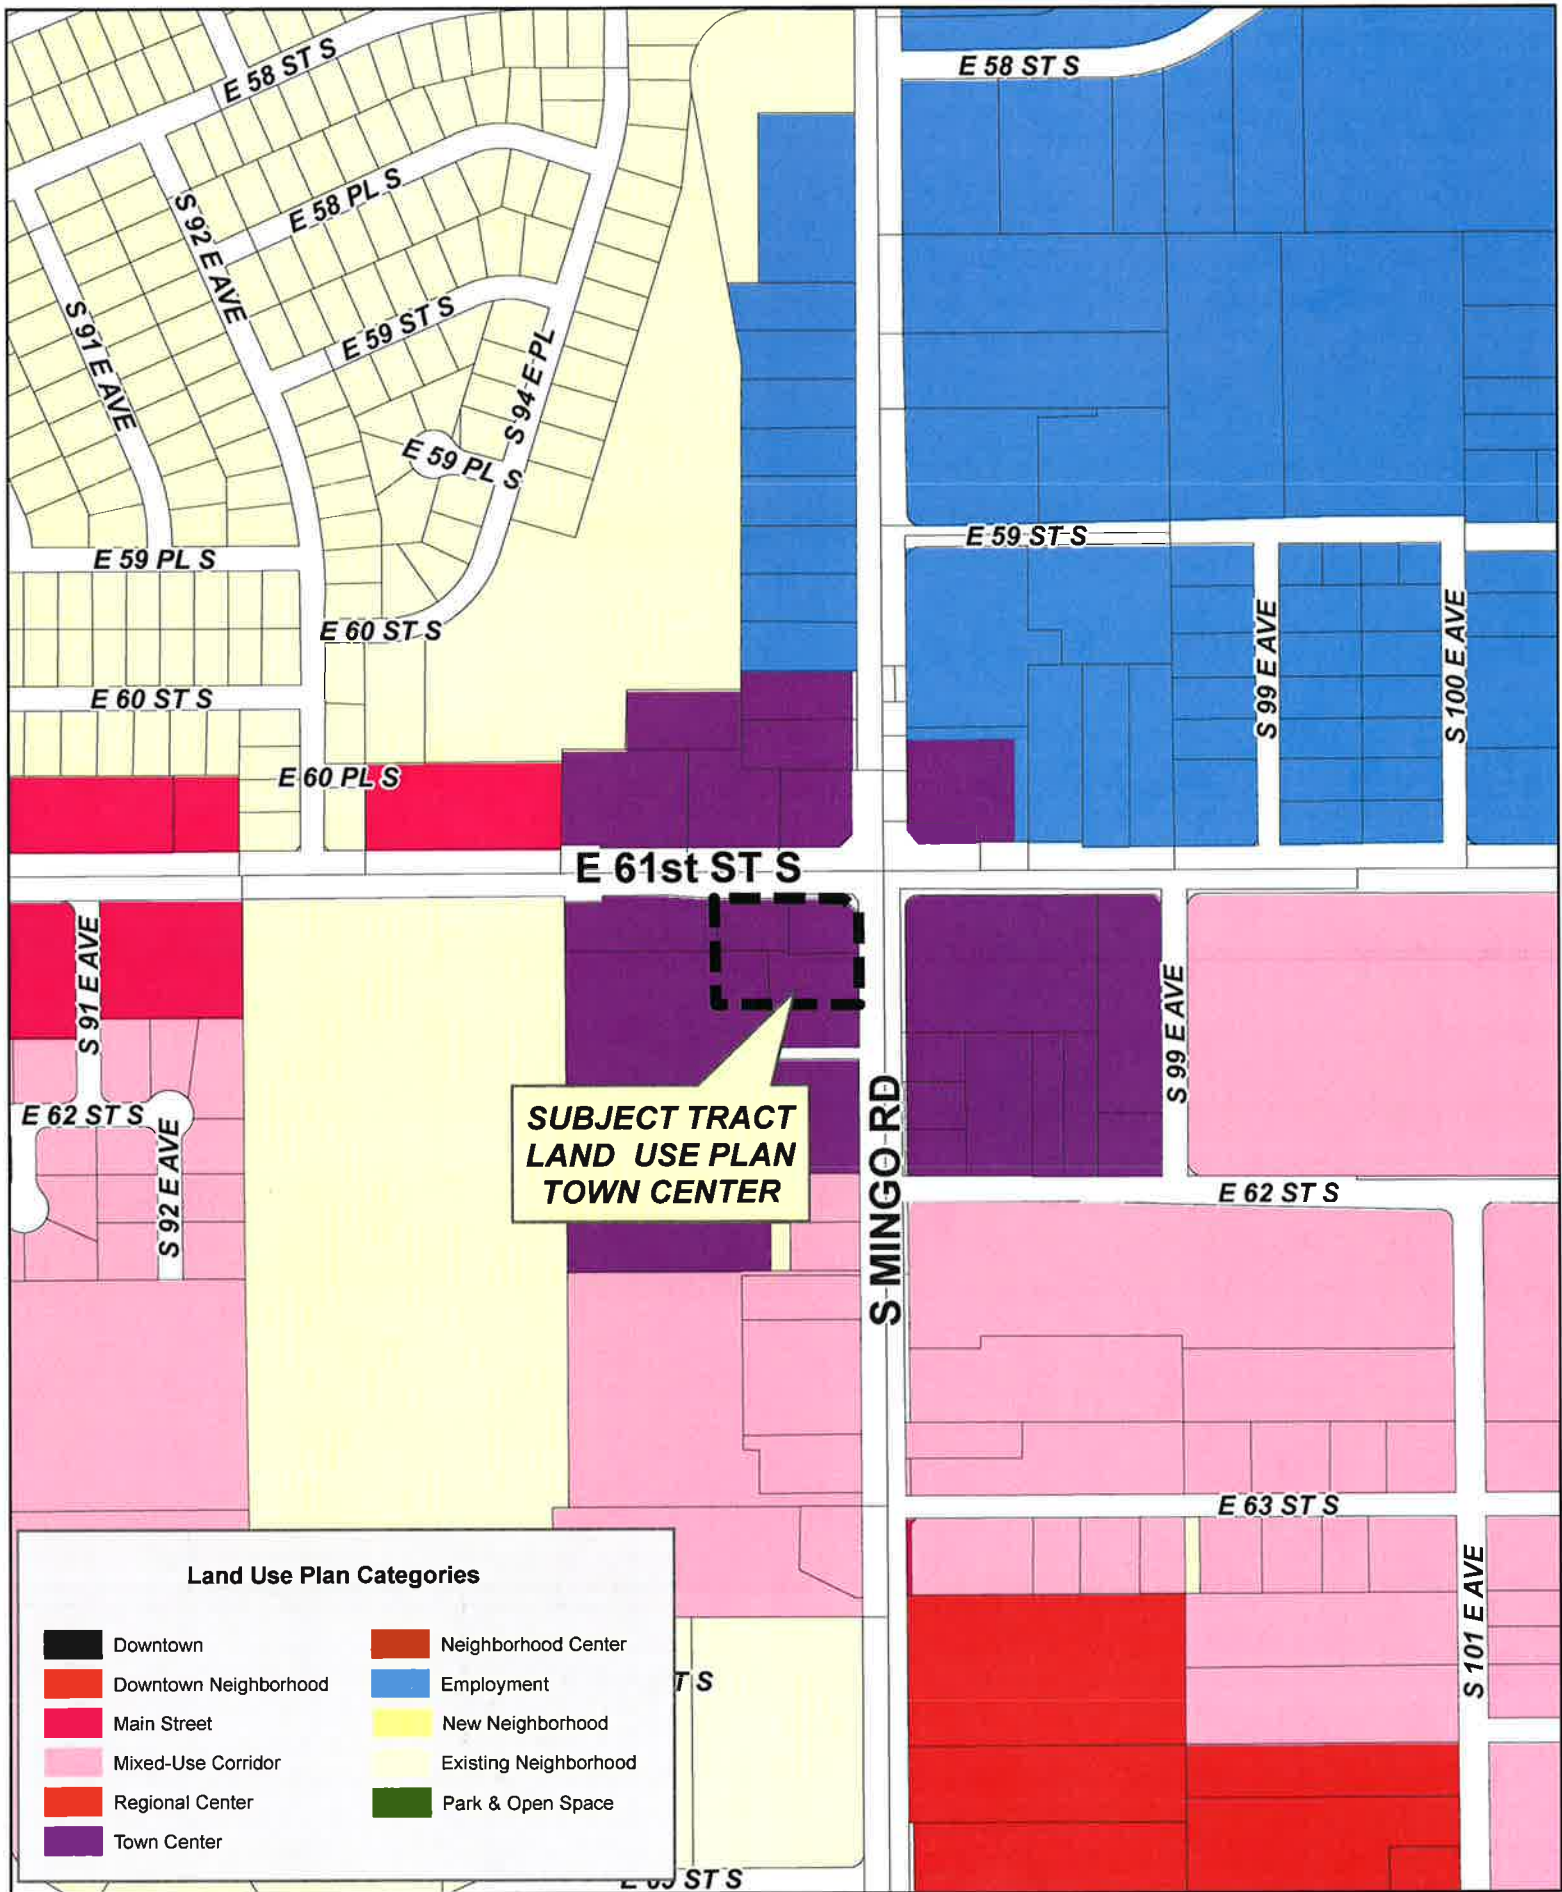 E 58 ST S
E 58 ST S
E 58 PL S
S 92 E AVE
E 59 ST S
S 91 E AVE
S 94 E PL
E 59 PL S
E 59 ST S
E 59 PL S
E 60 ST S
S 99 E AVE
S 100 E AVE
E 60 ST S
E 60 PL S
E 61st ST S
S 91 E AVE
S 99 E AVE
E 62 ST S
S 92 E AVE
SUBJECT TRACT
LAND USE PLAN
TOWN CENTER
S MINGO RD
E 62 ST S
E 63 ST S
S 101 E AVE
Land Use Plan Categories
Downtown
Downtown Neighborhood
Main Street
Mixed-Use Corridor
Regional Center
Town Center
Neighborhood Center
Employment
New Neighborhood
Existing Neighborhood
Park & Open Space
T S
ST S